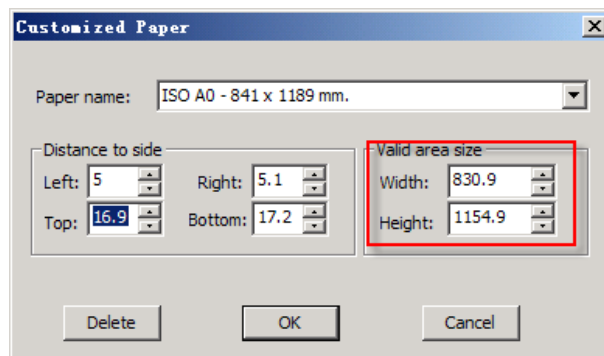 Customized Paper
Paper name: ISO A0 - 841 x 1189 mm.
Distance to side
Left: 5 Right: 5.1
Top: 16.9 Bottom: 17.2
Valid area size
Width: 830.9
Height: 1154.9
Delete OK Cancel